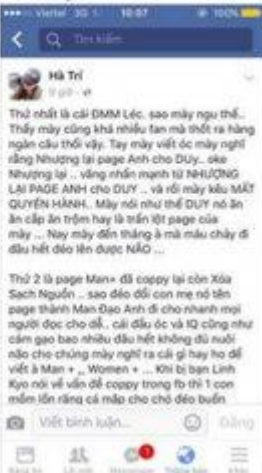 Viettel 3G 10:07 100%
Tìm kiếm
Hà Trí
9 giờ
Thứ nhất là cái ĐMM Léc. sao mày ngu thế..
Thấy mày cũng khá nhiều fan mà thốt ra hàng
ngàn câu thối vậy. Tay mày viết óc mày nghĩ
rằng Nhượng lại page Anh cho DUy.. oke
Nhượng lại .. vâng nhấn mạnh từ NHƯỢNG
LẠI PAGE ANH cho DUY .. và rồi mày kêu MẤT
QUYỀN HÀNH.. Mày nói như thế DUY nó ăn
ăn cắp ăn trộm hay là trấn lột page của
mày ... Nay mày đến tháng à mà máu chảy đi
đâu hết đéo lên được NÃO ...
Thứ 2 là page Man+ đã coppy lại còn Xóa
Sạch Nguồn .. sao đéo đổi con mẹ nó tên
page thành Man Đạo Anh đi cho nhanh mọi
người đọc cho dễ.. cái đầu óc và IQ cũng như
cám gạo bao nhiêu đâu hết không đủ nuôi
não cho chúng mày nghĩ ra cái gì hay ho để
viết à Man + ,, Women + ... Khi bị bạn Linh
Kyo nói về vấn đề coppy trong fb thì 1 con
mồm lồn răng cá mập cho chó đéo buồn
Viết bình luận... Đăng